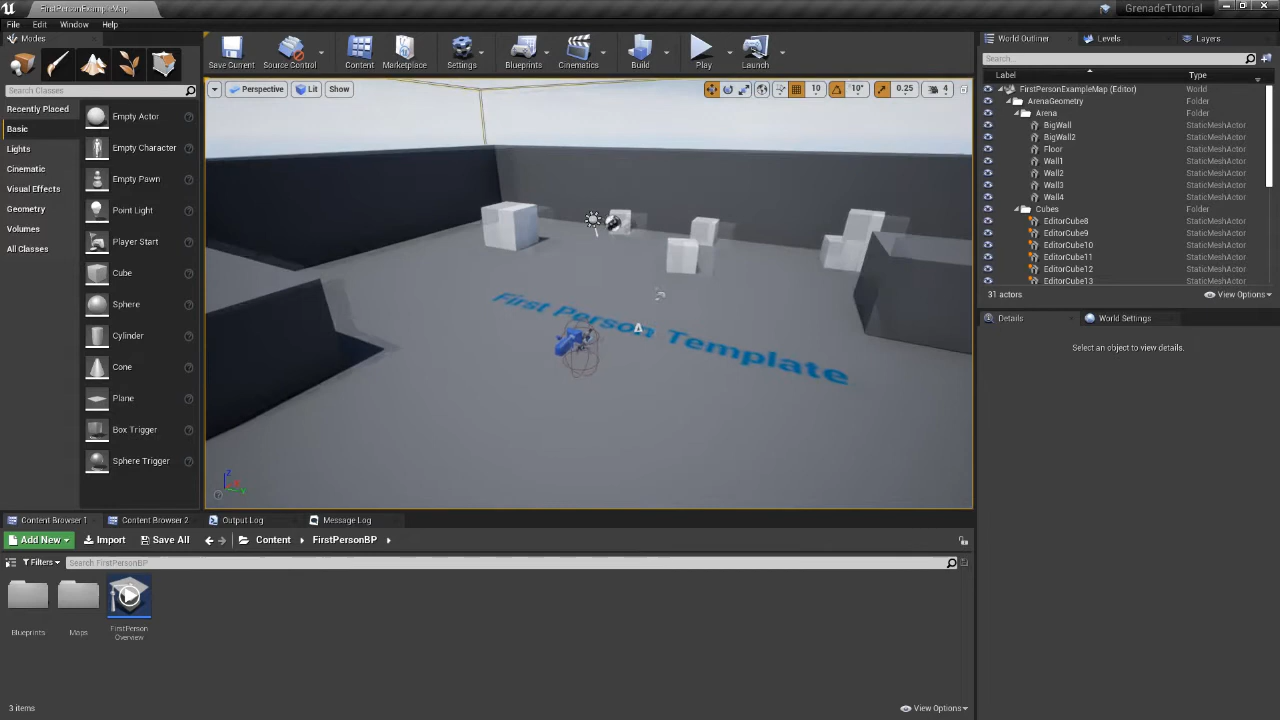 FirstPersonExampleMap
GrenadeTutorial
File Edit Window Help
Modes
Search Classes
Recently Placed
Basic
Lights
Cinematic
Visual Effects
Geometry
Volumes
All Classes
Empty Actor
Empty Character
Empty Pawn
Point Light
Player Start
Cube
Sphere
Cylinder
Cone
Plane
Box Trigger
Sphere Trigger
Save Current
Source Control
Content
Marketplace
Settings
Blueprints
Cinematics
Build
Play
Launch
Perspective
Lit
Show
10
10°
0.25
4
First Person Template
Z
Y
World Outliner
Levels
Layers
Search...
Label
Type
FirstPersonExampleMap (Editor) World
ArenaGeometry Folder
Arena Folder
BigWall StaticMeshActor
BigWall2 StaticMeshActor
Floor StaticMeshActor
Wall1 StaticMeshActor
Wall2 StaticMeshActor
Wall3 StaticMeshActor
Wall4 StaticMeshActor
Cubes Folder
EditorCube8 StaticMeshActor
EditorCube9 StaticMeshActor
EditorCube10 StaticMeshActor
EditorCube11 StaticMeshActor
EditorCube12 StaticMeshActor
EditorCube13 StaticMeshActor
31 actors
View Options
Details
World Settings
Select an object to view details.
Content Browser 1
Content Browser 2
Output Log
Message Log
Add New
Import
Save All
Content
FirstPersonBP
Filters
Search FirstPersonBP
Blueprints
Maps
FirstPerson
Overview
3 items
View Options